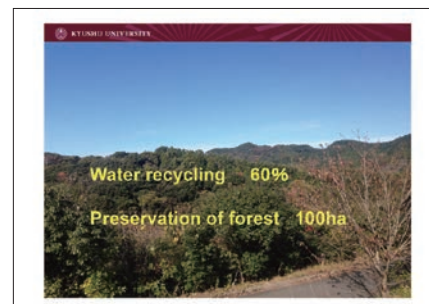 KYUSHU UNIVERSITY
Water recycling 60%
Preservation of forest 100ha